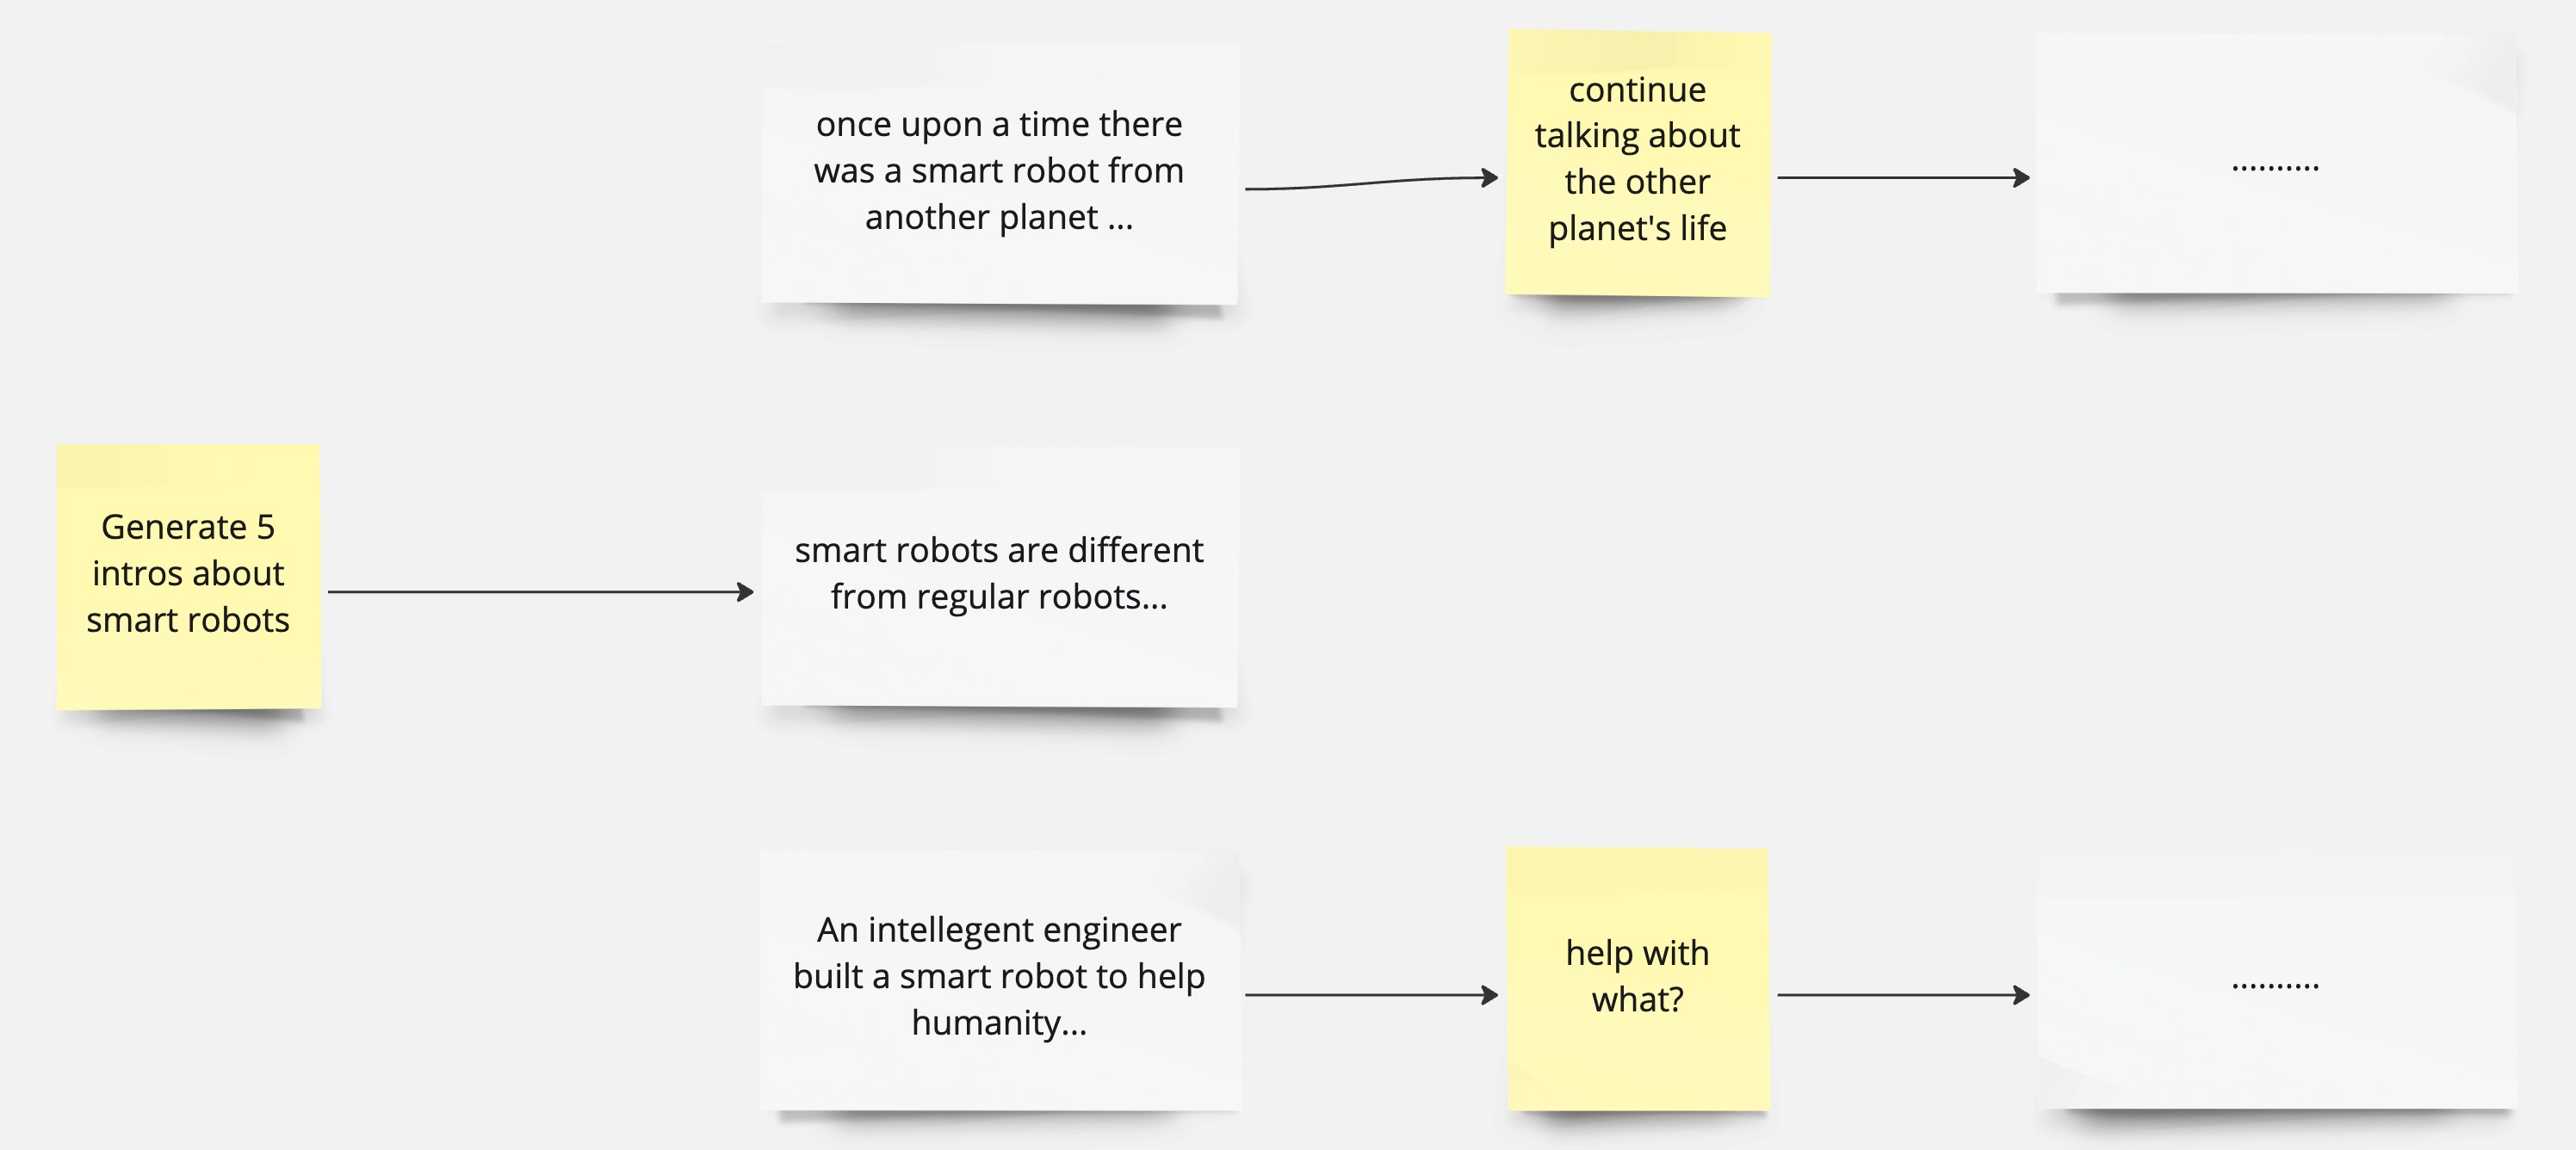 once upon a time there
was a smart robot from
another planet ...
continue
talking about
the other
planet's life
..........
Generate 5
intros about
smart robots
smart robots are different
from regular robots...
An intellegent engineer
built a smart robot to help
humanity...
help with
what?
..........